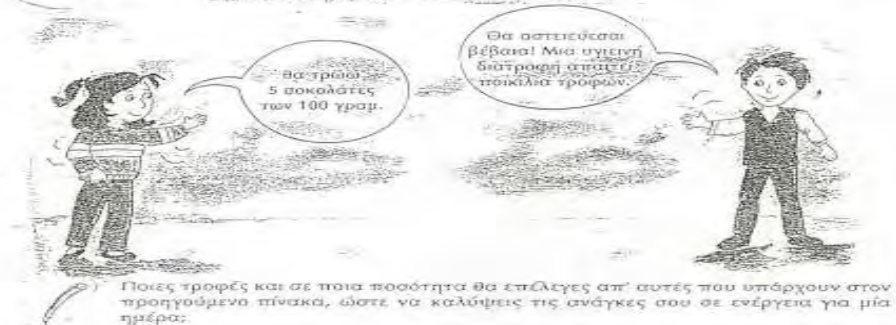 θα τρώω
5 σοκολάτες
των 100 γραμ.
Θα αστειεύεσαι
βέβαια! Μια υγιεινή
διατροφή απαιτεί
ποικιλία τροφών.
Ποιες τροφές και σε ποια ποσότητα θα επέλεγες απ' αυτές που υπάρχουν στον
προηγούμενο πίνακα, ώστε να καλύψεις τις ανάγκες σου σε ενέργεια για μία
ημέρα;